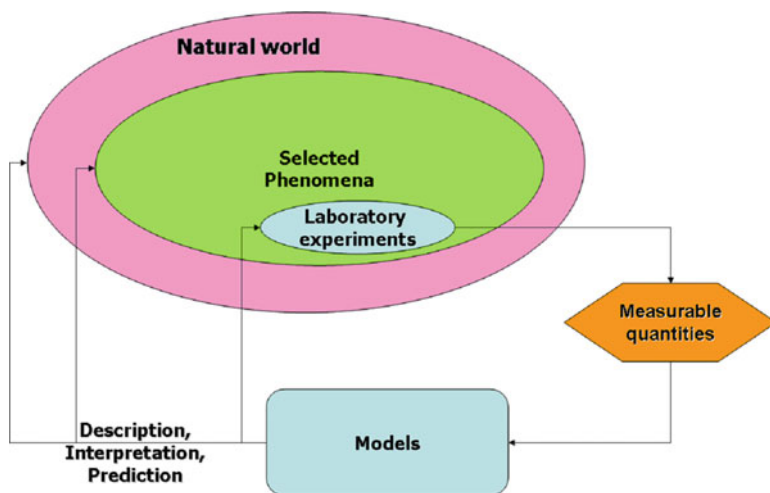 Natural world
Selected
Phenomena
Laboratory
experiments
Measurable
quantities
Description,
Interpretation,
Prediction
Models